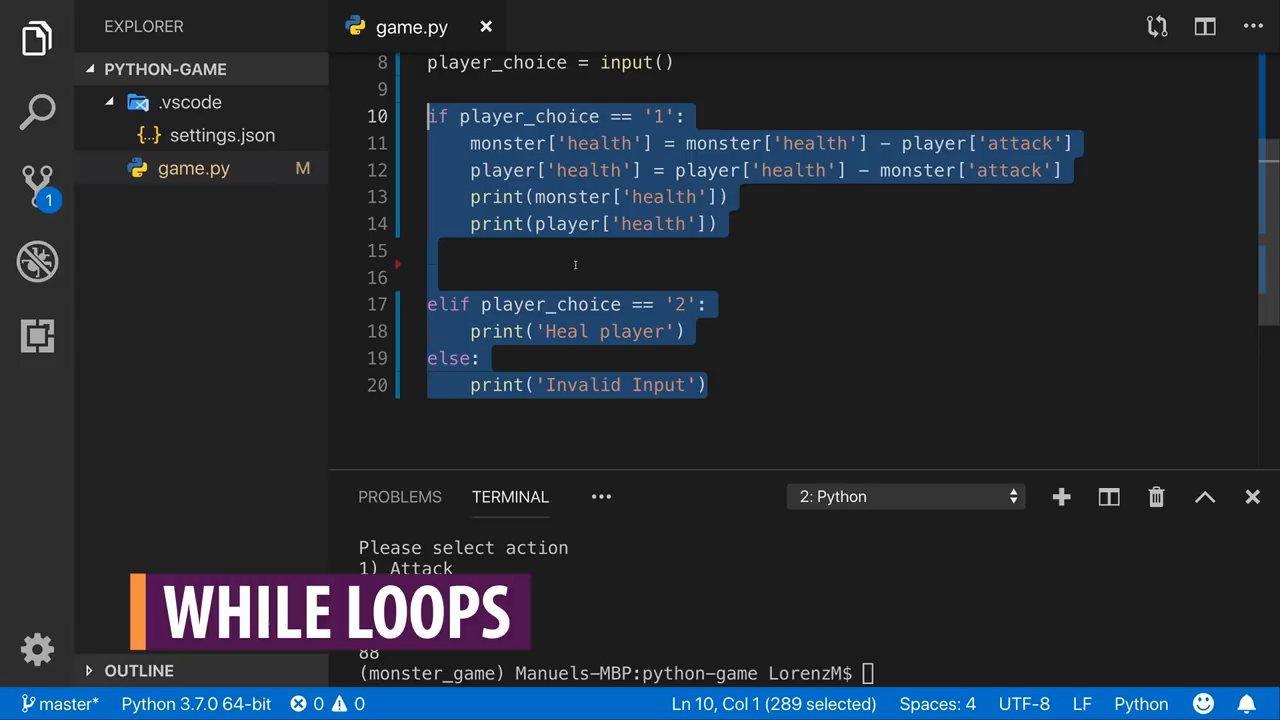 EXPLORER
game.py
PYTHON-GAME
.vscode
{..} settings.json
game.py M
1
8 player_choice = input()
9
10 if player_choice == '1':
11 monster['health'] = monster['health'] - player['attack']
12 player['health'] = player['health'] - monster['attack']
13 print(monster['health'])
14 print(player['health'])
15
16
17 elif player_choice == '2':
18 print('Heal player')
19 else:
20 print('Invalid Input')
PROBLEMS TERMINAL ••• 2: Python
Please select action
1) Attack
WHILE LOOPS
88
(monster_game) Manuels-MBP:python-game LorenzM$
OUTLINE
master* Python 3.7.0 64-bit 0 0 Ln 10, Col 1 (289 selected) Spaces: 4 UTF-8 LF Python